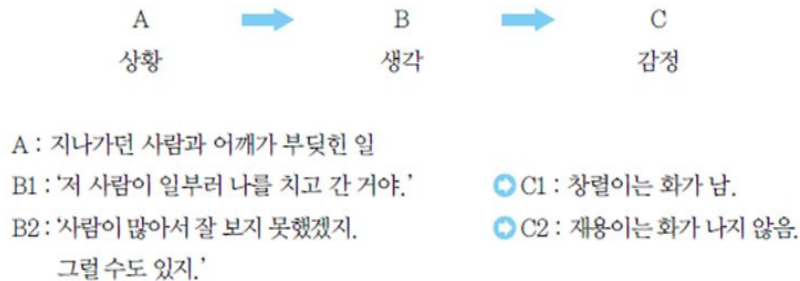 A B C
상황 생각 감정
A : 지나가던 사람과 어깨가 부딪힌 일
B1 : ‘저 사람이 일부러 나를 치고 간 거야.’ C1 : 창렬이는 화가 남.
B2 : ‘사람이 많아서 잘 보지 못했겠지. C2 : 재용이는 화가 나지 않음.
그럴 수도 있지.’